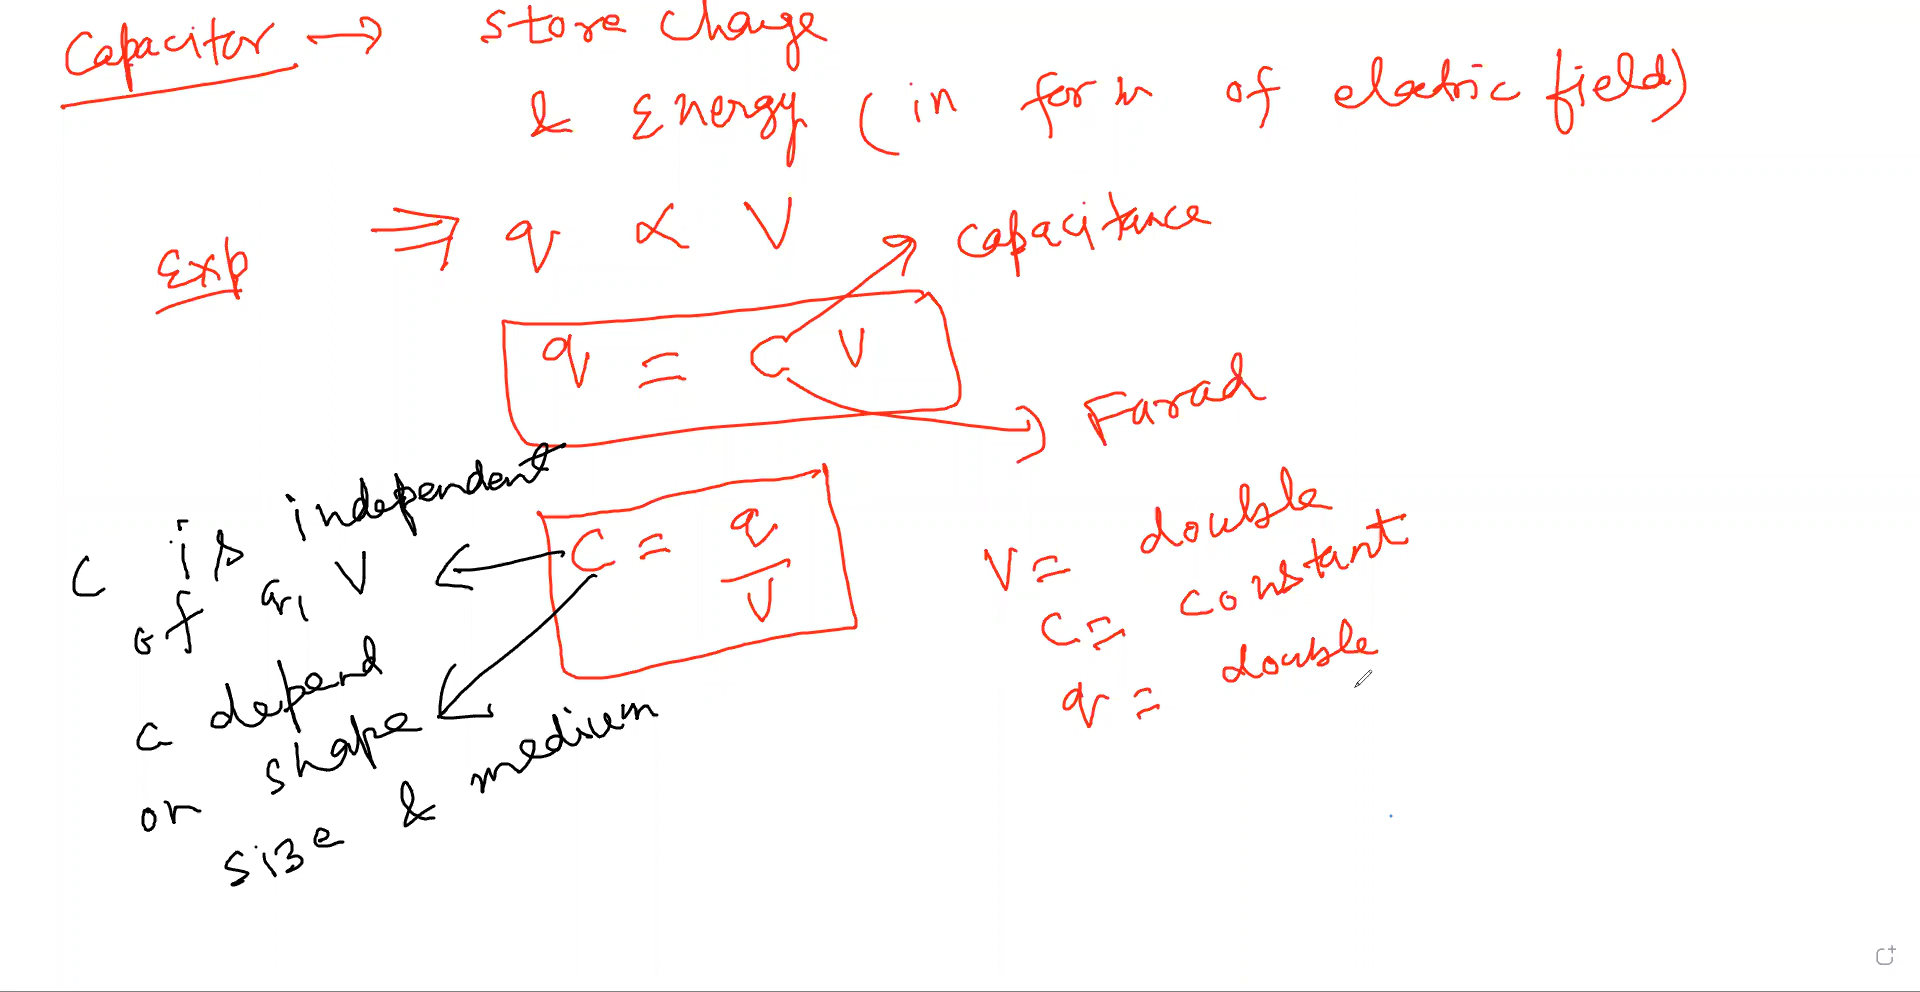 Capacitor → store charge
& Energy (in form of electric field)
Exp ⇒ q ∝ V
capacitance
q = C V
Farad
C = q / V
C is independent
of q, V
C depend
on shape
size & medium
V = double
C = constant
q = double